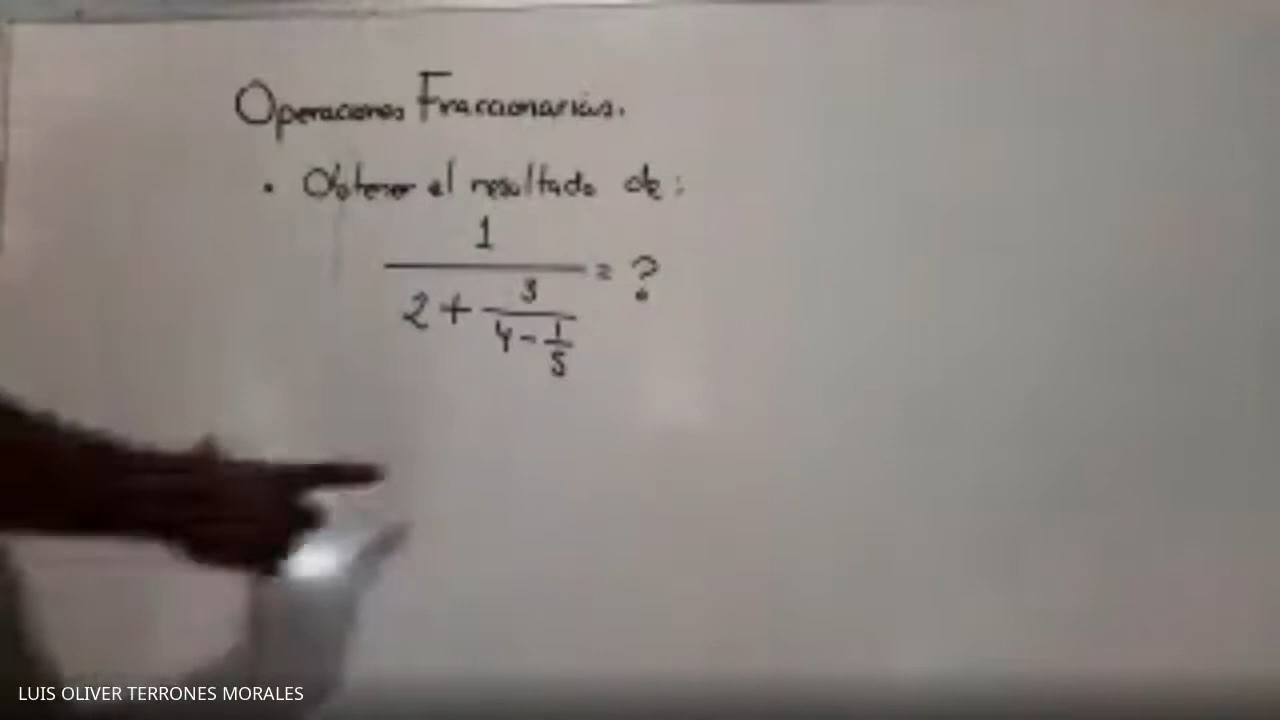 Operaciones Fraccionarias.
• Obtener el resultado de:
1
2 + 3 = ?
4 - 1
5
LUIS OLIVER TERRONES MORALES